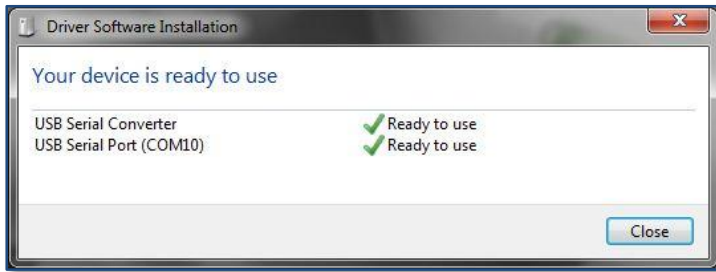 Driver Software Installation
Your device is ready to use
USB Serial Converter Ready to use
USB Serial Port (COM10) Ready to use
Close